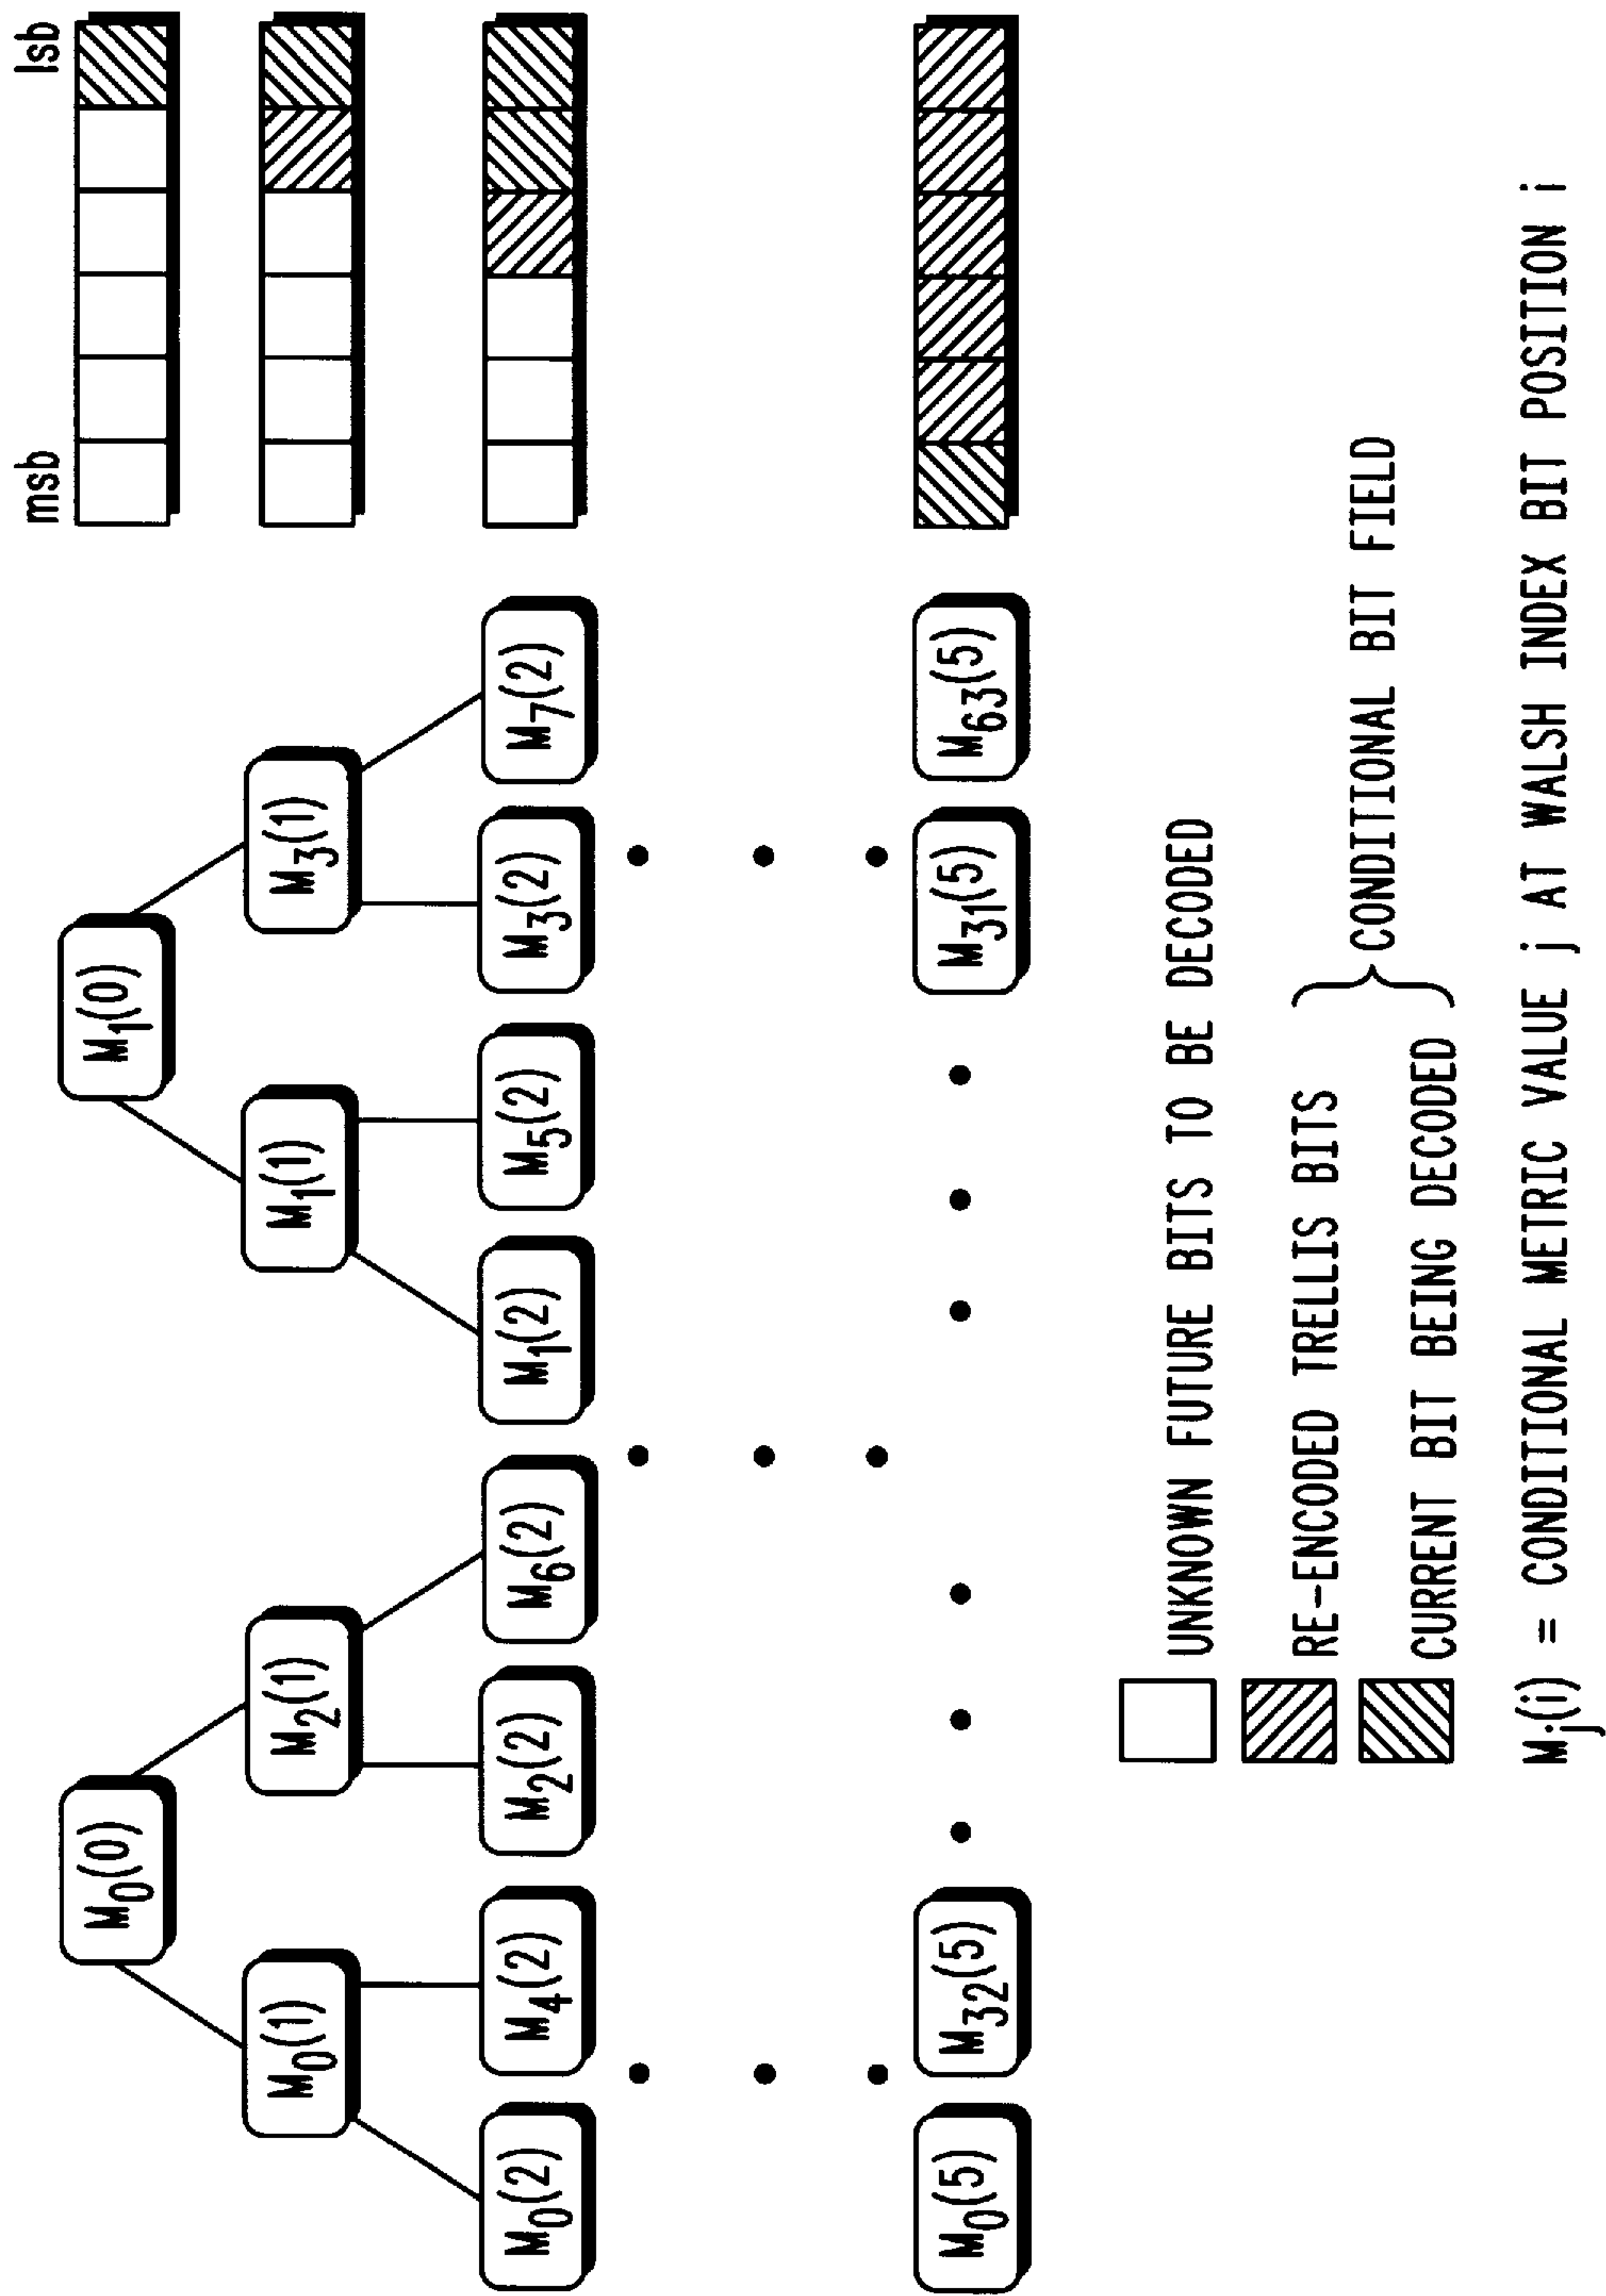 msb lsb
M0(0) M1(0)
M0(1) M2(1) M1(1) M3(1)
M0(2) M4(2) M2(2) M6(2) M1(2) M5(2) M3(2) M7(2)
M0(5) M32(5) M31(5) M63(5)
UNKNOWN FUTURE BITS TO BE DECODED
RE-ENCODED TRELLIS BITS
CURRENT BIT BEING DECODED
CONDITIONAL BIT FIELD
Mj(i) = CONDITIONAL METRIC VALUE j AT WALSH INDEX BIT POSITION i